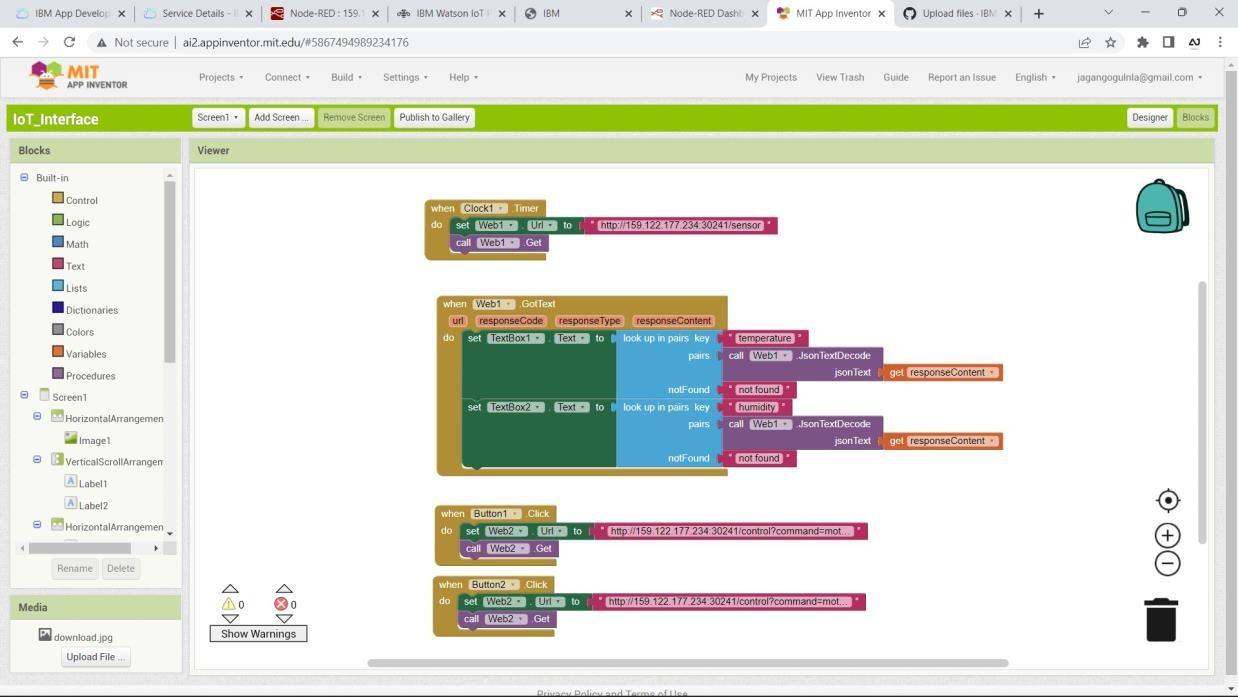 IBM App Develop
Service Details - I
Node-RED : 159.1
IBM Watson IoT P
IBM
Node-RED Dashb
MIT App Inventor
Upload files · IBM
Not secure | ai2.appinventor.mit.edu/#5867494989234176
MIT
APP INVENTOR
Projects
Connect
Build
Settings
Help
My Projects
View Trash
Guide
Report an Issue
English
jagangogulnla@gmail.com
IoT_Interface
Screen1
Add Screen ...
Remove Screen
Publish to Gallery
Designer
Blocks
Blocks
Built-in
Control
Logic
Math
Text
Lists
Dictionaries
Colors
Variables
Procedures
Screen1
HorizontalArrangemen
Image1
VerticalScrollArrangem
A Label1
A Label2
HorizontalArrangemen
Rename
Delete
Media
download.jpg
Upload File ...
Viewer
when Clock1 .Timer
do set Web1 . Url to " http://159.122.177.234:30241/sensor "
call Web1 .Get
when Web1 .GotText
url responseCode responseType responseContent
do set TextBox1 . Text to look up in pairs key " temperature "
pairs call Web1 .JsonTextDecode
jsonText get responseContent
notFound " not found "
set TextBox2 . Text to look up in pairs key " humidity "
pairs call Web1 .JsonTextDecode
jsonText get responseContent
notFound " not found "
when Button1 .Click
do set Web2 . Url to " http://159.122.177.234:30241/control?command=mot... "
call Web2 .Get
when Button2 .Click
do set Web2 . Url to " http://159.122.177.234:30241/control?command=mot... "
call Web2 .Get
0
0
Show Warnings
Privacy Policy and Terms of Use